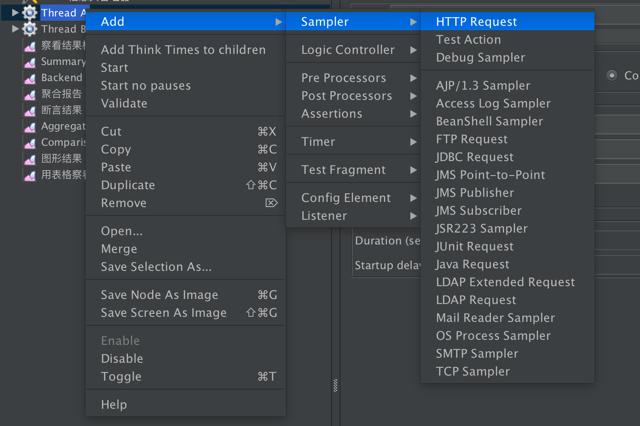 Thread A
Thread B
察看结果
Summary
Backend
聚合报告
断言结果
Aggregat
Comparis
图形结果
用表格察看
Add
Add Think Times to children
Start
Start no pauses
Validate
Cut ⌘X
Copy ⌘C
Paste ⌘V
Duplicate ⇧⌘C
Remove ⌦
Open...
Merge
Save Selection As...
Save Node As Image ⌘G
Save Screen As Image ⇧⌘G
Enable
Disable
Toggle ⌘T
Help
Sampler
Logic Controller
Pre Processors
Post Processors
Assertions
Timer
Test Fragment
Config Element
Listener
HTTP Request
Test Action
Debug Sampler
AJP/1.3 Sampler
Access Log Sampler
BeanShell Sampler
FTP Request
JDBC Request
JMS Point-to-Point
JMS Publisher
JMS Subscriber
JSR223 Sampler
JUnit Request
Java Request
LDAP Extended Request
LDAP Request
Mail Reader Sampler
OS Process Sampler
SMTP Sampler
TCP Sampler
Co
Duration (se
Startup delay